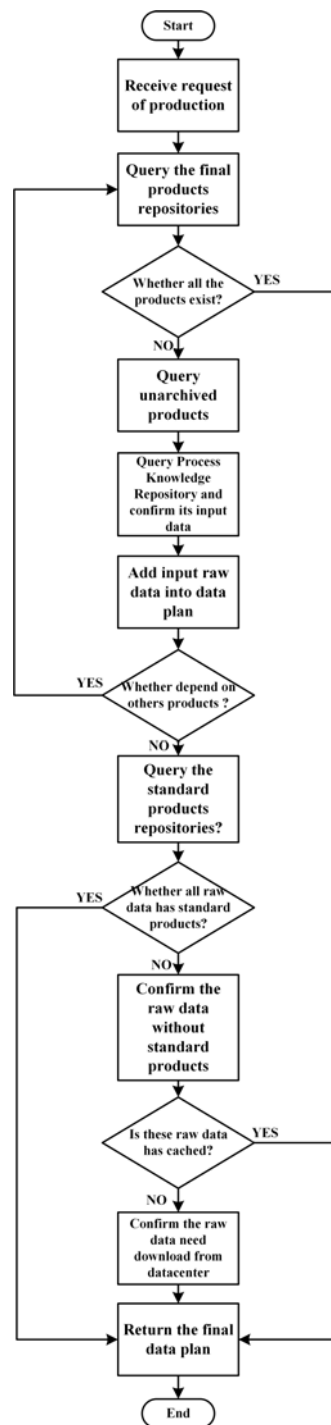 Start
Receive request
of production
Query the final
products
repositories
Whether all the
products exist?
YES
NO
Query
unarchived
products
Query Process
Knowledge
Repository and
confirm its input
data
Add input raw
data into data
plan
YES
Whether depend on
others products ?
NO
Query the
standard
products
repositories?
YES
Whether all raw
data has standard
products?
NO
Confirm the
raw data
without
standard
products
Is these raw data
has cached?
YES
NO
Confirm the raw
data need
download from
datacenter
Return the final
data plan
End